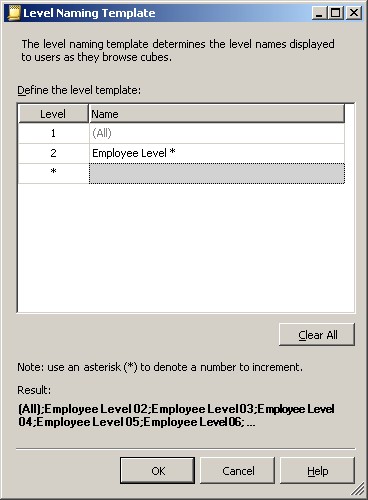 Level Naming Template
The level naming template determines the level names displayed
to users as they browse cubes.
Define the level template:
Level Name
1 (All)
2 Employee Level *
*
Clear All
Note: use an asterisk (*) to denote a number to increment.
Result:
(All);Employee Level 02;Employee Level 03;Employee Level
04;Employee Level 05;Employee Level 06; ...
OK Cancel Help